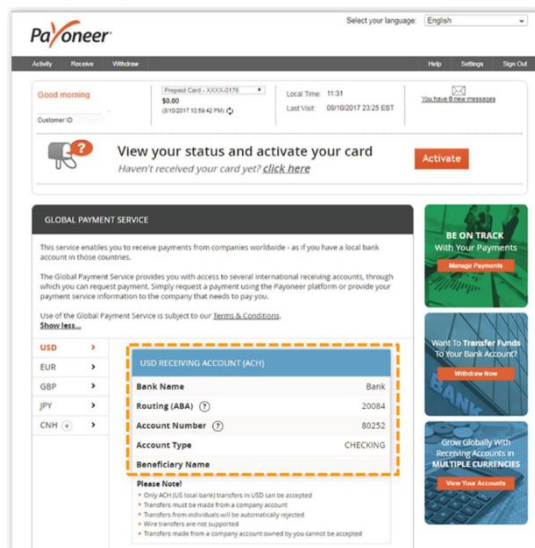 Select your language: English
Payoneer
Activity Receive Withdraw Help Settings Sign Out
Good morning
Customer ID
Prepaid Card - XXXX-0176
$0.00
(8/10/2017 10:59:42 PM)
Local Time: 11:31
Last Visit: 08/10/2017 23:25 EST
You have 0 new messages
View your status and activate your card
Haven't received your card yet? click here
Activate
GLOBAL PAYMENT SERVICE
This service enables you to receive payments from companies worldwide - as if you have a local bank
account in those countries.
The Global Payment Service provides you with access to several international receiving accounts, through
which you can request payment. Simply request a payment using the Payoneer platform or provide your
payment service information to the company that needs to pay you.
Use of the Global Payment Service is subject to our Terms & Conditions.
Show less...
USD
EUR
GBP
JPY
CNH
USD RECEIVING ACCOUNT (ACH)
Bank Name Bank
Routing (ABA) ? 20084
Account Number ? 80252
Account Type CHECKING
Beneficiary Name
Please Note!
• Only ACH (US local bank) transfers in USD can be accepted
• Transfers must be made from a company account
• Transfers from individuals will be automatically rejected
• Wire transfers are not supported
• Transfers made from a company account owned by you cannot be accepted
BE ON TRACK
With Your Payments
Manage Payments
Want To Transfer Funds
To Your Bank Account?
Withdraw Now
BANK
Grow Globally With
Receiving Accounts in
MULTIPLE CURRENCIES
View Your Accounts